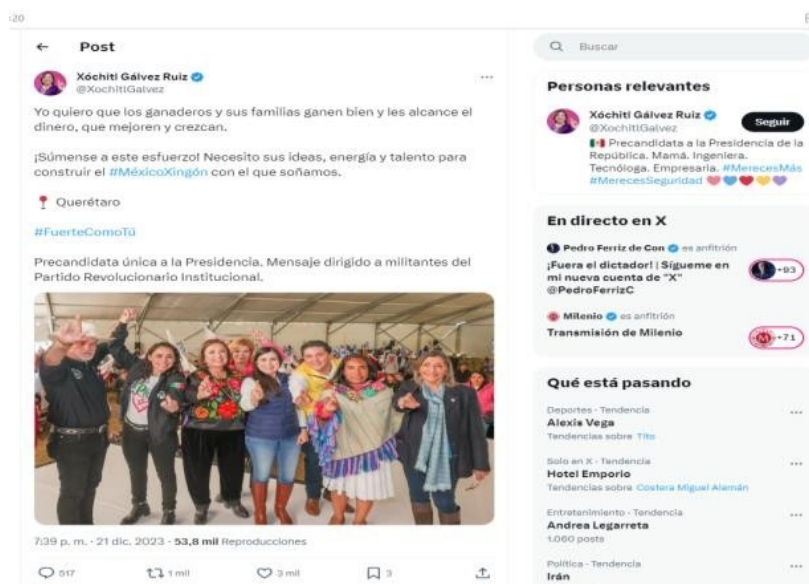 :20
← Post
Xóchitl Gálvez Ruiz
@XochitlGalvez
Yo quiero que los ganaderos y sus familias ganen bien y les alcance el
dinero, que mejoren y crezcan.
¡Súmense a este esfuerzo! Necesito sus ideas, energía y talento para
construir el #MéxicoXingón con el que soñamos.
Querétaro
#FuerteComoTú
Precandidata única a la Presidencia. Mensaje dirigido a militantes del
Partido Revolucionario Institucional.
7:39 p. m. · 21 dic. 2023 · 53,8 mil Reproducciones
517 1 mil 3 mil 3
Buscar
Personas relevantes
Xóchitl Gálvez Ruiz
@XochitlGalvez
Seguir
Precandidata a la Presidencia de la
República. Mamá. Ingeniera.
Tecnóloga. Empresaria. #MerecesMás
#MerecesSeguridad
En directo en X
Pedro Ferriz de Con es anfitrión
¡Fuera el dictador! | Sígueme en
mi nueva cuenta de "X"
@PedroFerrizC
+93
Milenio es anfitrión
Transmisión de Milenio
+71
Qué está pasando
Deportes · Tendencia
Alexis Vega
Tendencias sobre Tito
Solo en X · Tendencia
Hotel Emporio
Tendencias sobre Costera Miguel Alemán
Entretenimiento · Tendencia
Andrea Legarreta
1.060 posts
Política · Tendencia
Irán